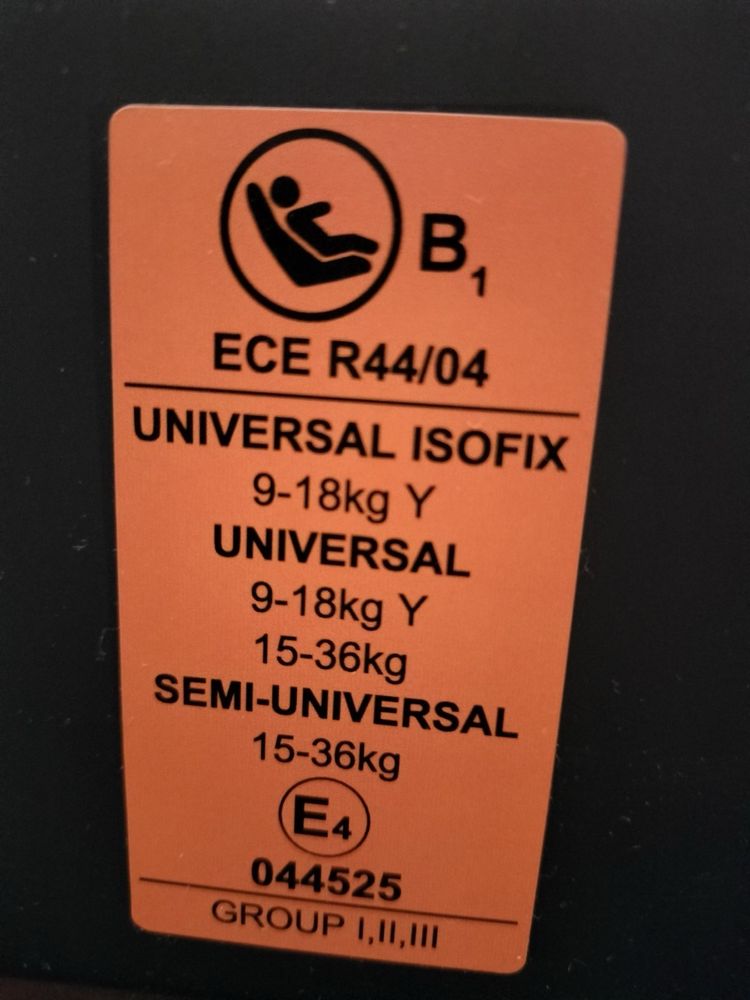 B₁
ECE R44/04
UNIVERSAL ISOFIX
9-18kg Y
UNIVERSAL
9-18kg Y
15-36kg
SEMI-UNIVERSAL
15-36kg
E4
044525
GROUP I,II,III